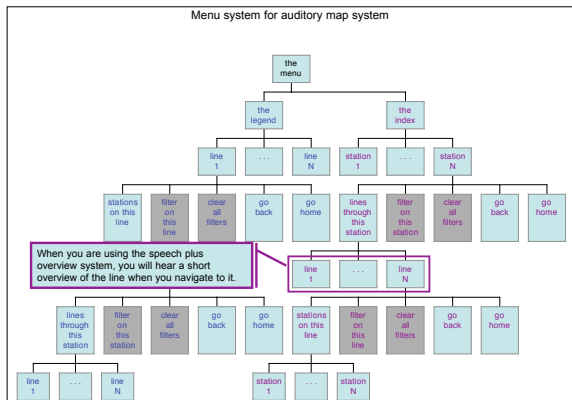 Menu system for auditory map system
the
menu
the
legend
the
index
line
1
. . .
line
N
station
1
. . .
station
N
stations
on this
line
filter
on
this
line
clear
all
filters
go
back
go
home
lines
through
this
station
filter
on
this
station
clear
all
filters
go
back
go
home
When you are using the speech plus
overview system, you will hear a short
overview of the line when you navigate to it.
line
1
. . .
line
N
lines
through
this
station
filter
on
this
station
clear
all
filters
go
back
go
home
stations
on this
line
filter
on
this
line
clear
all
filters
go
back
go
home
line
1
. . .
line
N
station
1
. . .
station
N